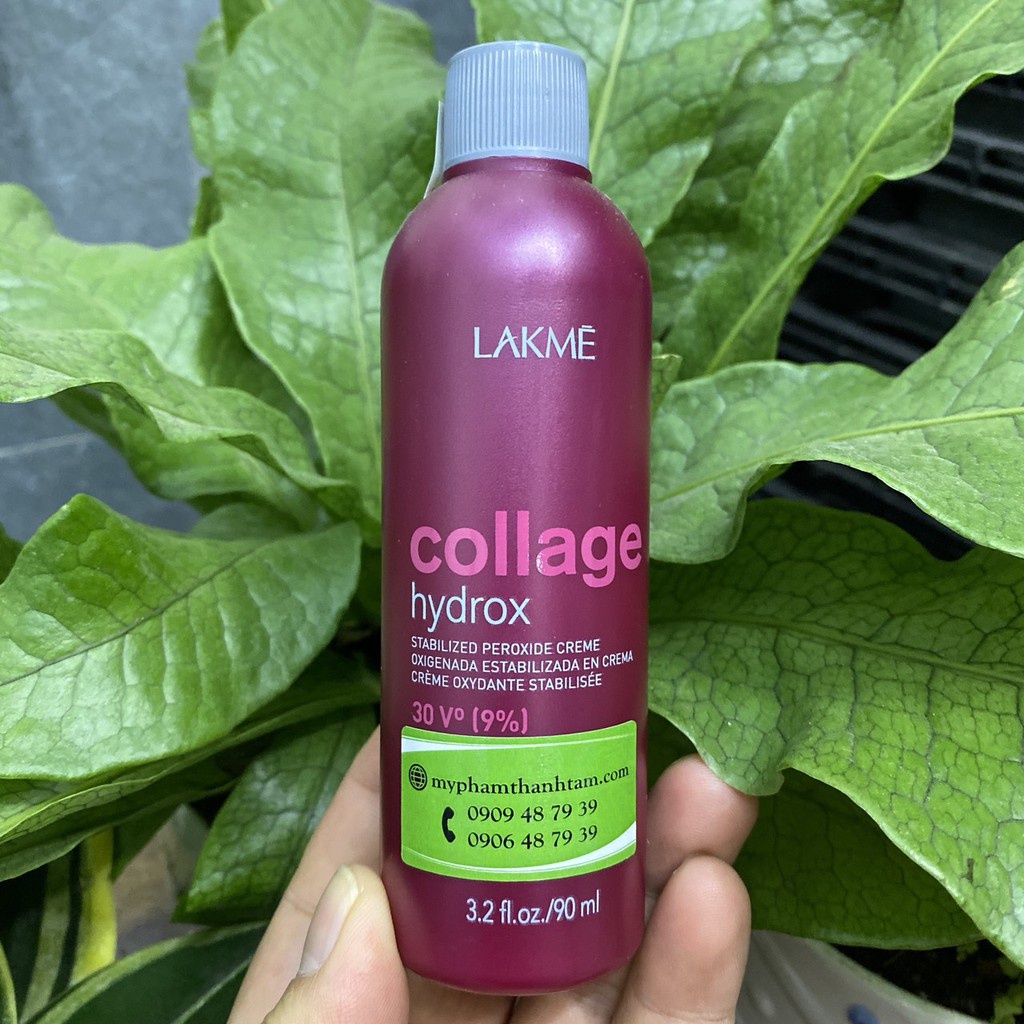 LAKMĒ
collage
hydrox
STABILIZED PEROXIDE CREME
OXIGENADA ESTABILIZADA EN CREMA
CRÈME OXYDANTE STABILISÉE
30 Vº (9%)
myphamthanhtam.com
0909 48 79 39
0906 48 79 39
3.2 fl.oz./90 ml